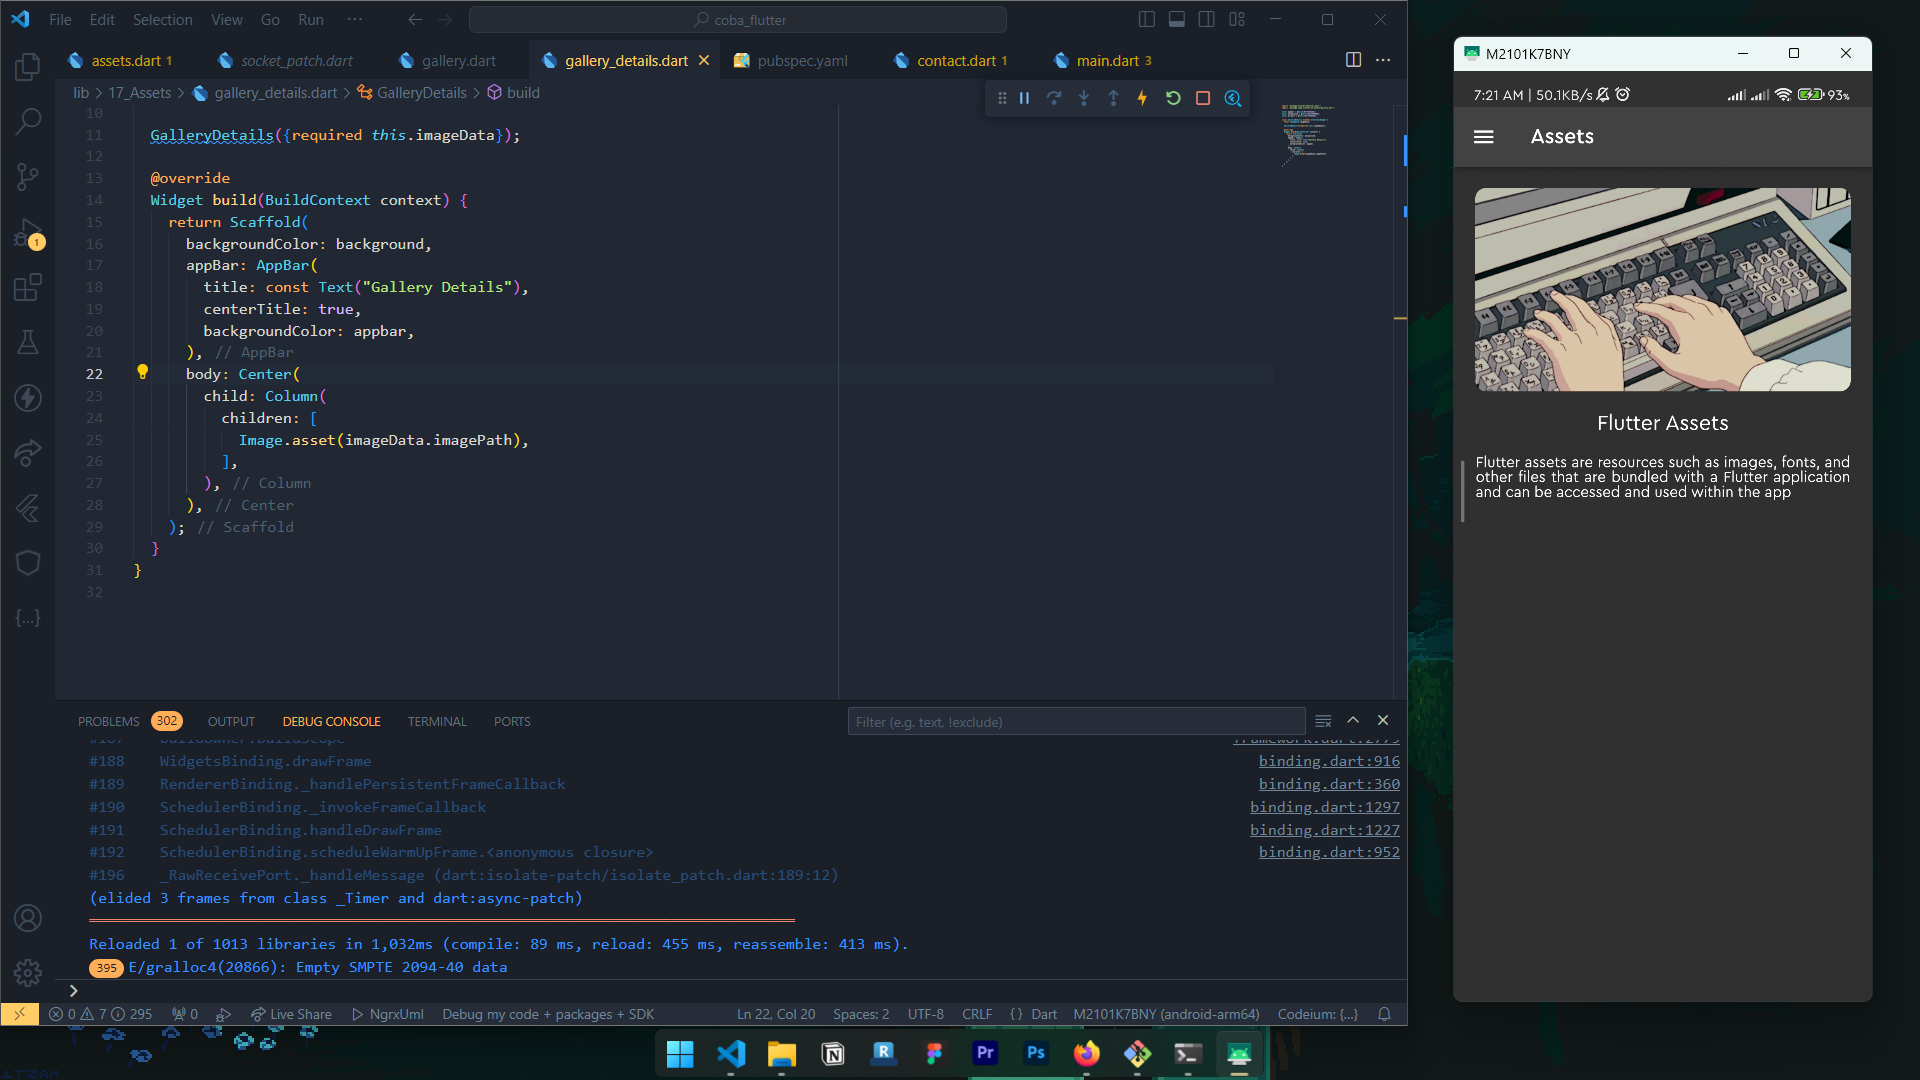 File Edit Selection View Go Run ··· coba_flutter
assets.dart 1 socket_patch.dart gallery.dart gallery_details.dart pubspec.yaml contact.dart 1 main.dart 3
lib > 17_Assets > gallery_details.dart > GalleryDetails > build
10
11 GalleryDetails({required this.imageData});
12
13 @override
14 Widget build(BuildContext context) {
15 return Scaffold(
16 backgroundColor: background,
17 appBar: AppBar(
18 title: const Text("Gallery Details"),
19 centerTitle: true,
20 backgroundColor: appbar,
21 ), // AppBar
22 body: Center(
23 child: Column(
24 children: [
25 Image.asset(imageData.imagePath),
26 ],
27 ), // Column
28 ), // Center
29 ); // Scaffold
30 }
31 }
32
PROBLEMS 302 OUTPUT DEBUG CONSOLE TERMINAL PORTS Filter (e.g. text, !exclude)
#188 WidgetsBinding.drawFrame binding.dart:916
#189 RendererBinding._handlePersistentFrameCallback binding.dart:360
#190 SchedulerBinding._invokeFrameCallback binding.dart:1297
#191 SchedulerBinding.handleDrawFrame binding.dart:1227
#192 SchedulerBinding.scheduleWarmUpFrame.<anonymous closure> binding.dart:952
#196 _RawReceivePort._handleMessage (dart:isolate-patch/isolate_patch.dart:189:12)
(elided 3 frames from class _Timer and dart:async-patch)
Reloaded 1 of 1013 libraries in 1,032ms (compile: 89 ms, reload: 455 ms, reassemble: 413 ms).
395 E/gralloc4(20866): Empty SMPTE 2094-40 data
>
0 7 295 0 Live Share NgrxUml Debug my code + packages + SDK Ln 22, Col 20 Spaces: 2 UTF-8 CRLF {} Dart M2101K7BNY (android-arm64) Codeium: {...}
M2101K7BNY
7:21 AM | 50.1KB/s 93%
Assets
Flutter Assets
Flutter assets are resources such as images, fonts, and
other files that are bundled with a Flutter application
and can be accessed and used within the app
N R Pr Ps